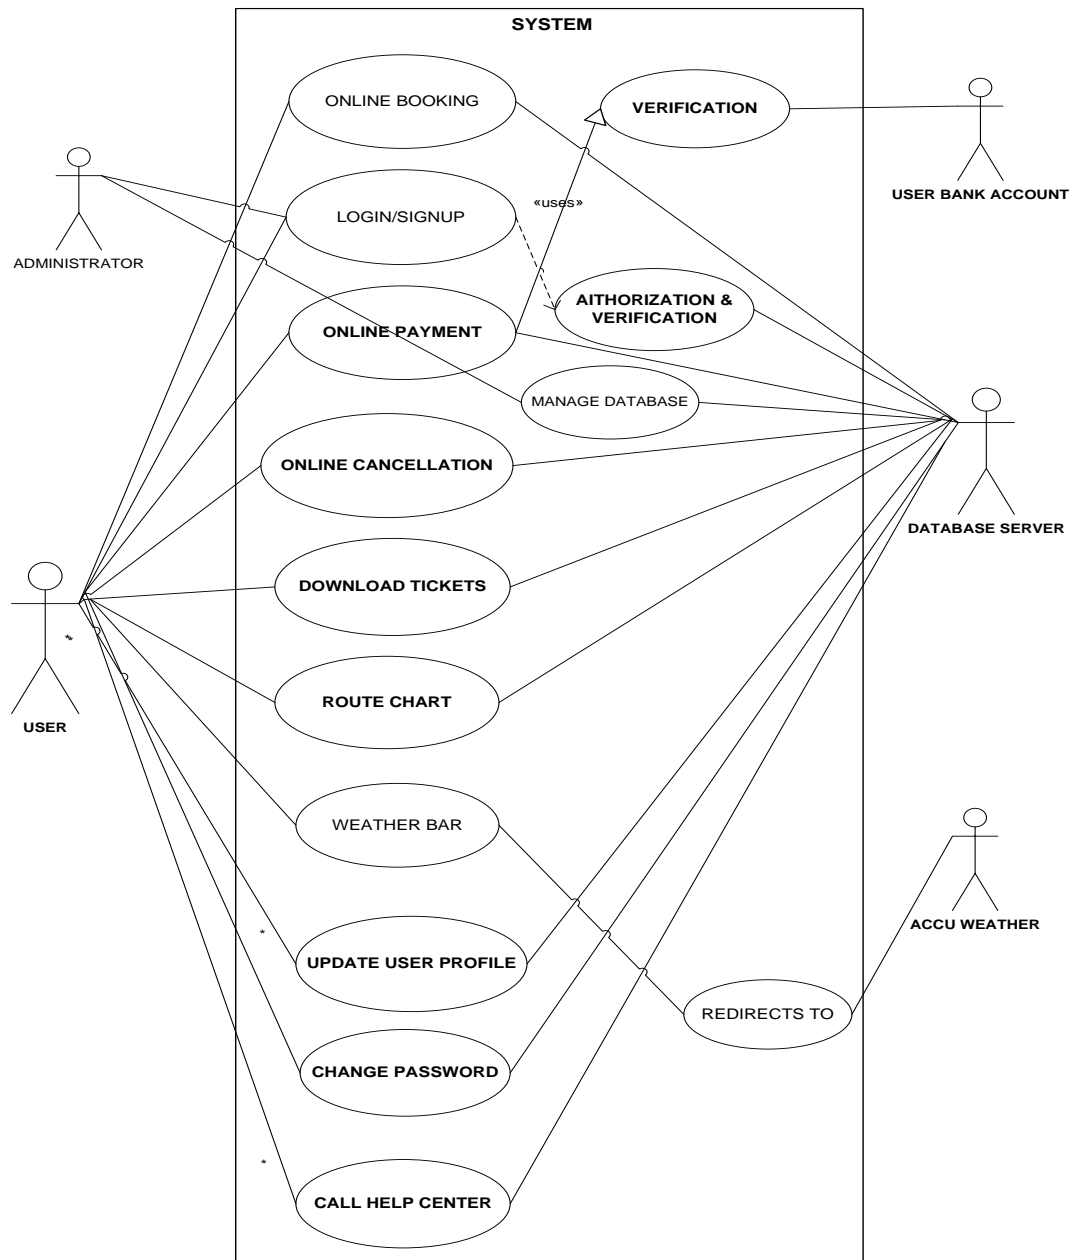 SYSTEM
ONLINE BOOKING
VERIFICATION
USER BANK ACCOUNT
LOGIN/SIGNUP
«uses»
ADMINISTRATOR
AITHORIZATION &
VERIFICATION
ONLINE PAYMENT
MANAGE DATABASE
ONLINE CANCELLATION
DATABASE SERVER
DOWNLOAD TICKETS
*
*
USER
ROUTE CHART
WEATHER BAR
ACCU WEATHER
*
UPDATE USER PROFILE
REDIRECTS TO
CHANGE PASSWORD
*
CALL HELP CENTER